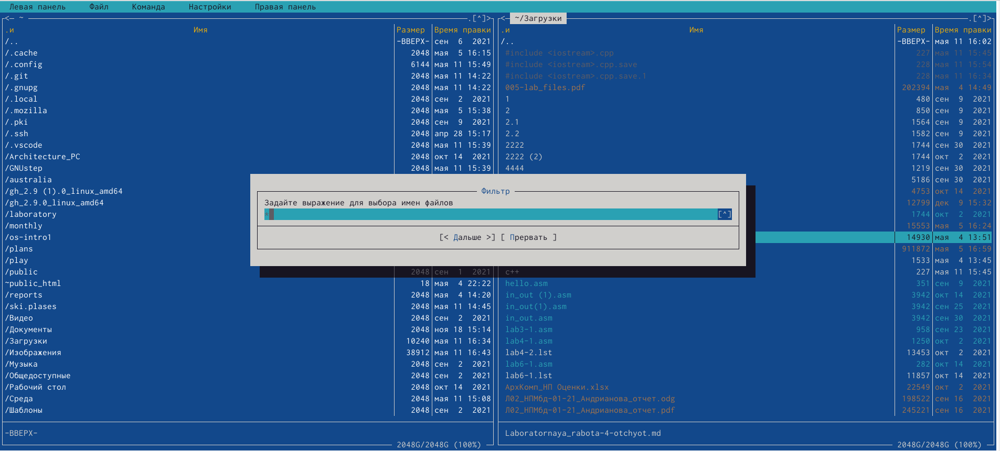 Левая панель Файл Команда Настройки Правая панель
<─ ~ .[^]>
.и Имя Размер Время правки
/.. -ВВЕРХ- сен 6 2021
/.cache 2048 мая 5 16:15
/.config 6144 мая 11 15:49
/.git 2048 мая 11 14:22
/.gnupg 2048 мая 11 14:22
/.local 2048 сен 2 2021
/.mozilla 2048 мая 5 15:38
/.pki 2048 сен 9 2021
/.ssh 2048 апр 28 15:17
/.vscode 2048 мая 11 15:39
/Architecture_PC 2048 окт 14 2021
/GNUstep 2048 мая 11 15:39
/australia
/gh_2.9 (1).0_linux_amd64
/gh_2.9.0_linux_amd64
/laboratory
/monthly
/os-intro1
/plans
/play
/public 2048 сен 1 2021
~public_html 18 мая 4 22:22
/reports 2048 мая 4 14:20
/ski.plases 2048 мая 11 14:45
/Видео 2048 сен 2 2021
/Документы 2048 ноя 18 15:14
/Загрузки 10240 мая 11 16:34
/Изображения 38912 мая 11 16:43
/Музыка 2048 сен 2 2021
/Общедоступные 2048 сен 2 2021
/Рабочий стол 2048 окт 14 2021
/Среда 2048 мая 11 15:08
/Шаблоны 2048 сен 2 2021
-ВВЕРХ-
2048G/2048G (100%)
<─ ~/Загрузки .[^]>
.и Имя Размер Время правки
/.. -ВВЕРХ- мая 11 16:02
#include <iostream>.cpp 227 мая 11 15:45
#include <iostream>.cpp.save 228 мая 11 15:54
#include <iostream>.cpp.save.1 228 мая 11 16:34
005-lab_files.pdf 202394 мая 4 14:49
1 480 сен 9 2021
2 850 сен 9 2021
2.1 1564 сен 9 2021
2.2 1582 сен 9 2021
2222 1744 сен 30 2021
2222 (2) 1744 окт 2 2021
4444 1219 сен 30 2021
5186 сен 30 2021
4753 окт 14 2021
12799 дек 9 15:32
1744 окт 2 2021
15553 мая 5 16:24
14930 мая 4 13:51
911872 мая 5 16:59
1533 мая 4 13:45
c++ 227 мая 11 15:45
hello.asm 351 сен 9 2021
in_out (1).asm 3942 окт 14 2021
in_out(1).asm 3942 сен 25 2021
in_out.asm 3942 сен 30 2021
lab3-1.asm 958 сен 23 2021
lab4-1.asm 1250 окт 2 2021
lab4-2.lst 13453 окт 2 2021
lab6-1.asm 282 окт 14 2021
lab6-1.lst 11857 окт 14 2021
АрхКомп_НП Оценки.xlsx 22549 окт 2 2021
Л02_НПМбд-01-21_Андрианова_отчет.odg 198522 сен 16 2021
Л02_НПМбд-01-21_Андрианова_отчет.pdf 245221 сен 16 2021
Laboratornaya_rabota-4-otchyot.md
2048G/2048G (100%)
Фильтр
Задайте выражение для выбора имен файлов
* [^]
[< Дальше >] [ Прервать ]